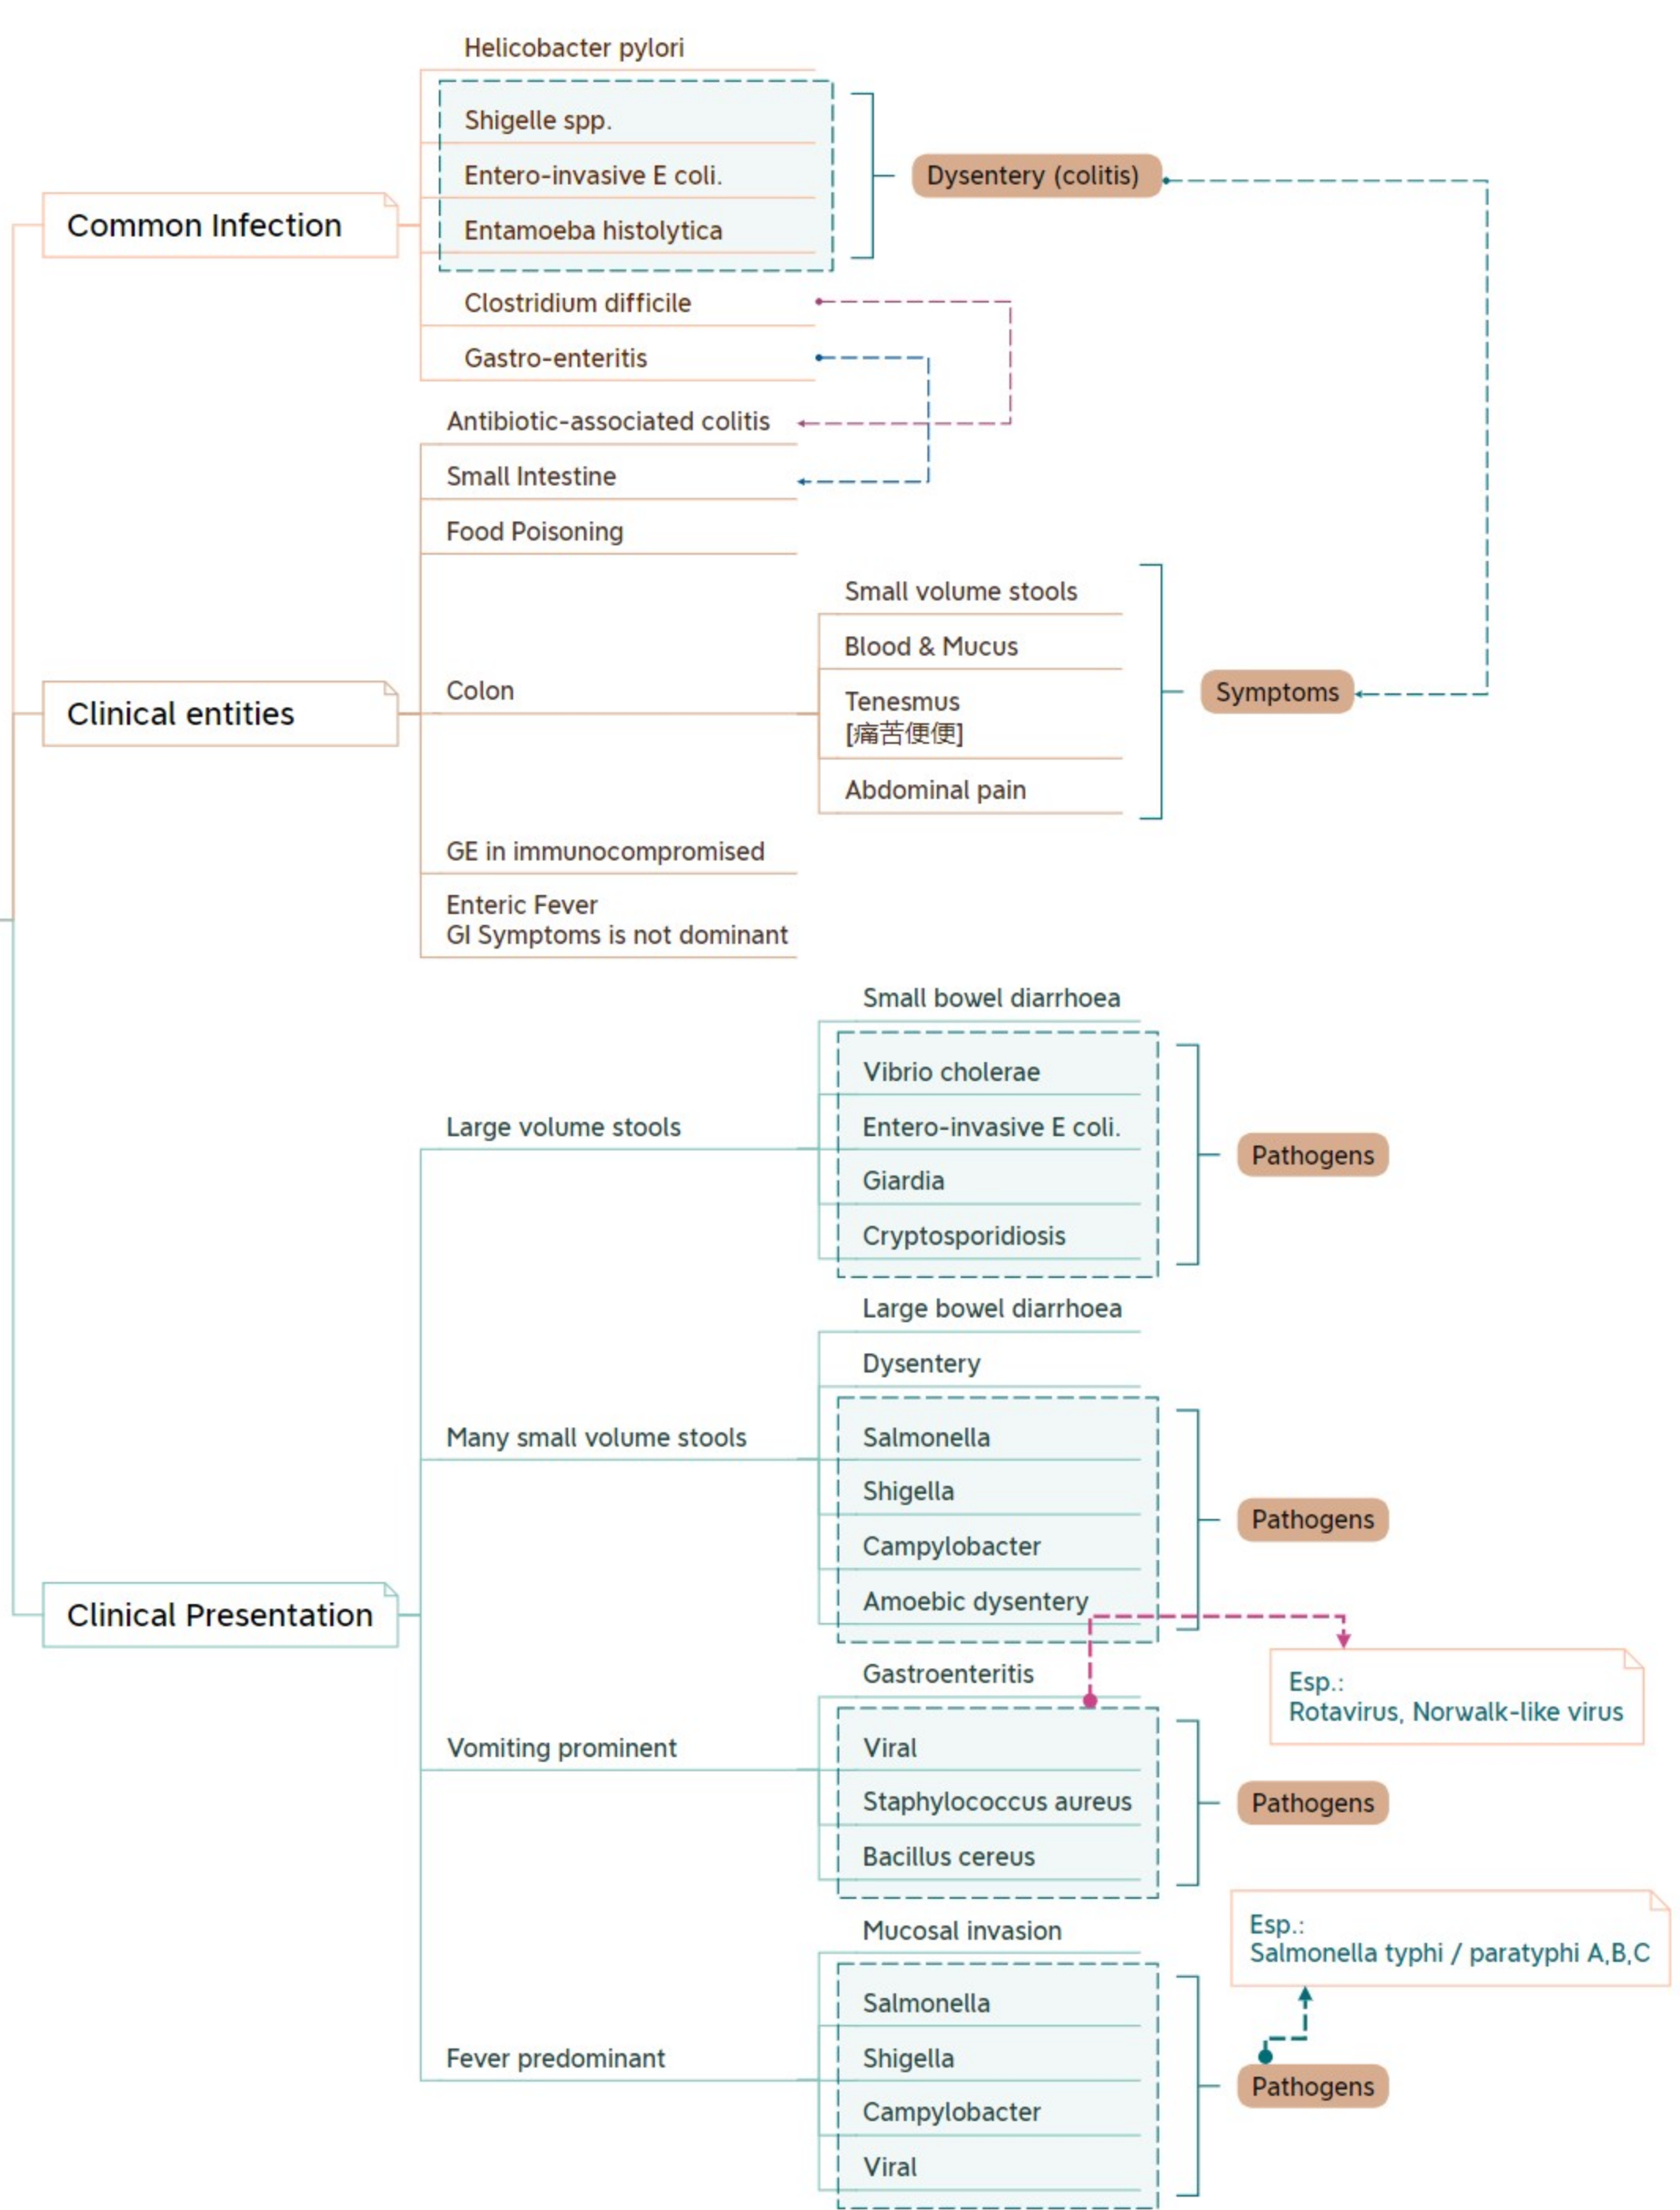 Helicobacter pylori
Shigelle spp.
Entero-invasive E coli.
Entamoeba histolytica
Dysentery (colitis)
Common Infection
Clostridium difficile
Gastro-enteritis
Antibiotic-associated colitis
Small Intestine
Food Poisoning
Small volume stools
Blood & Mucus
Colon
Tenesmus
[痛苦便便]
Abdominal pain
Symptoms
Clinical entities
GE in immunocompromised
Enteric Fever
GI Symptoms is not dominant
Small bowel diarrhoea
Vibrio cholerae
Large volume stools
Entero-invasive E coli.
Giardia
Cryptosporidiosis
Pathogens
Large bowel diarrhoea
Dysentery
Many small volume stools
Salmonella
Shigella
Campylobacter
Amoebic dysentery
Pathogens
Clinical Presentation
Gastroenteritis
Esp.:
Rotavirus, Norwalk-like virus
Vomiting prominent
Viral
Staphylococcus aureus
Bacillus cereus
Pathogens
Mucosal invasion
Esp.:
Salmonella typhi / paratyphi A,B,C
Fever predominant
Salmonella
Shigella
Campylobacter
Viral
Pathogens